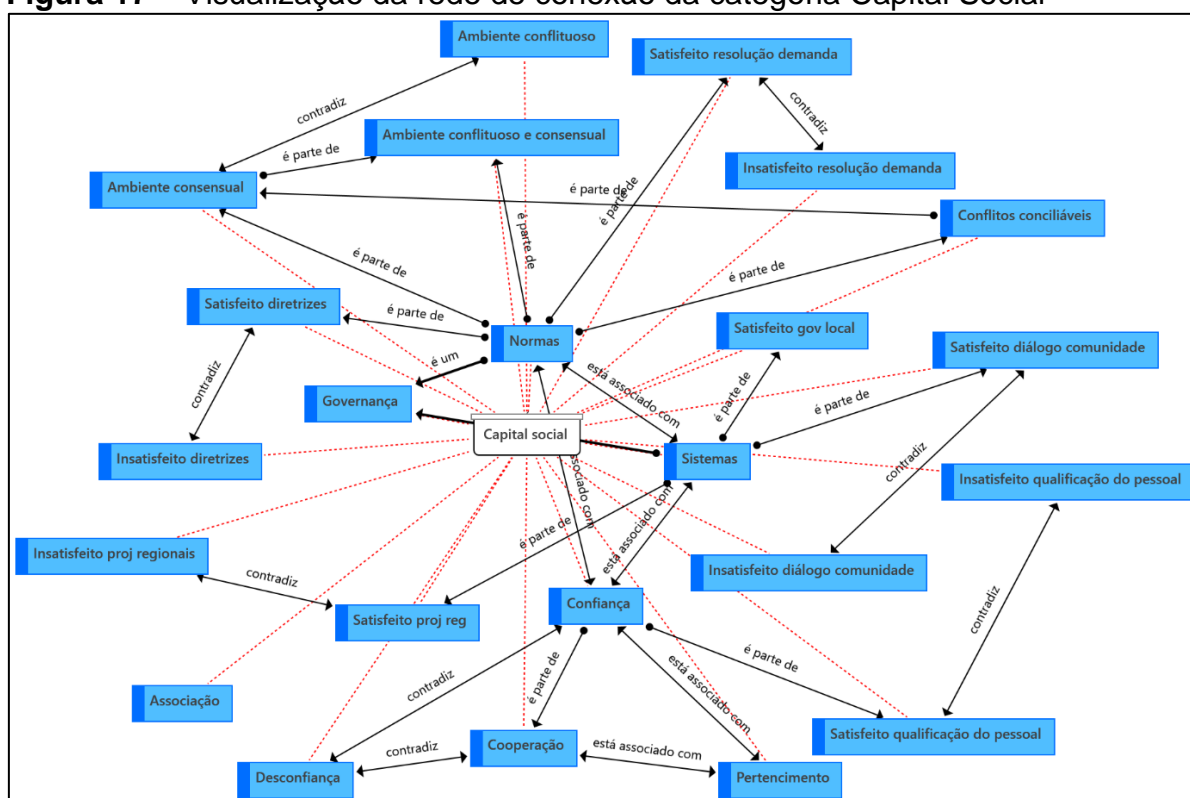 Figura 17 – Visualização da rede de conexão da categoria Capital Social
Ambiente conflituoso
Satisfeito resolução demanda
contradiz
contradiz
Ambiente conflituoso e consensual
é parte de
Insatisfeito resolução demanda
Ambiente consensual
é parte de
é parte de
Conflitos conciliáveis
é parte de
é parte de
é parte de
Satisfeito diretrizes
é parte de
Satisfeito gov local
Normas
Satisfeito diálogo comunidade
é um
está associado com
é parte de
é parte de
contradiz
Governança
Capital social
Insatisfeito diretrizes
Sistemas
contradiz
Insatisfeito qualificação do pessoal
associado com
é parte de
está associado com
Insatisfeito proj regionais
Insatisfeito diálogo comunidade
contradiz
Confiança
contradiz
Satisfeito proj reg
é parte de
contradiz
é parte de
está associado com
Associação
Satisfeito qualificação do pessoal
Cooperação
contradiz
está associado com
Desconfiança
Pertencimento